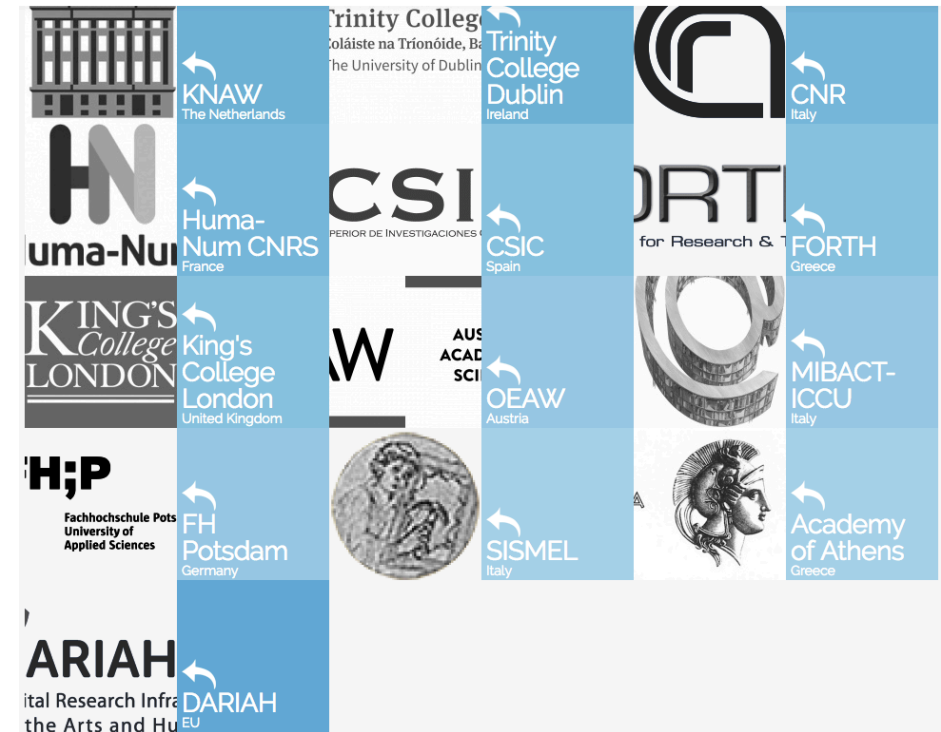 KNAW
The Netherlands
Trinity College
Coláiste na Tríonóide, Ba
The University of Dublin
Trinity
College
Dublin
Ireland
CNR
Italy
HN
Huma-Nu
Huma-
Num CNRS
France
CSI
PERIOR DE INVESTIGACIONES
CSIC
Spain
ORT
for Research & T
FORTH
Greece
KING'S
College
LONDON
King's
College
London
United Kingdom
AW
AUS
ACAD
SCI
OEAW
Austria
MIBACT-
ICCU
Italy
FH;P
Fachhochschule Pots
University of
Applied Sciences
FH
Potsdam
Germany
SISMEL
Italy
A
Academy
of Athens
Greece
ARIAH
ital Research Infra
the Arts and Hu
DARIAH
EU